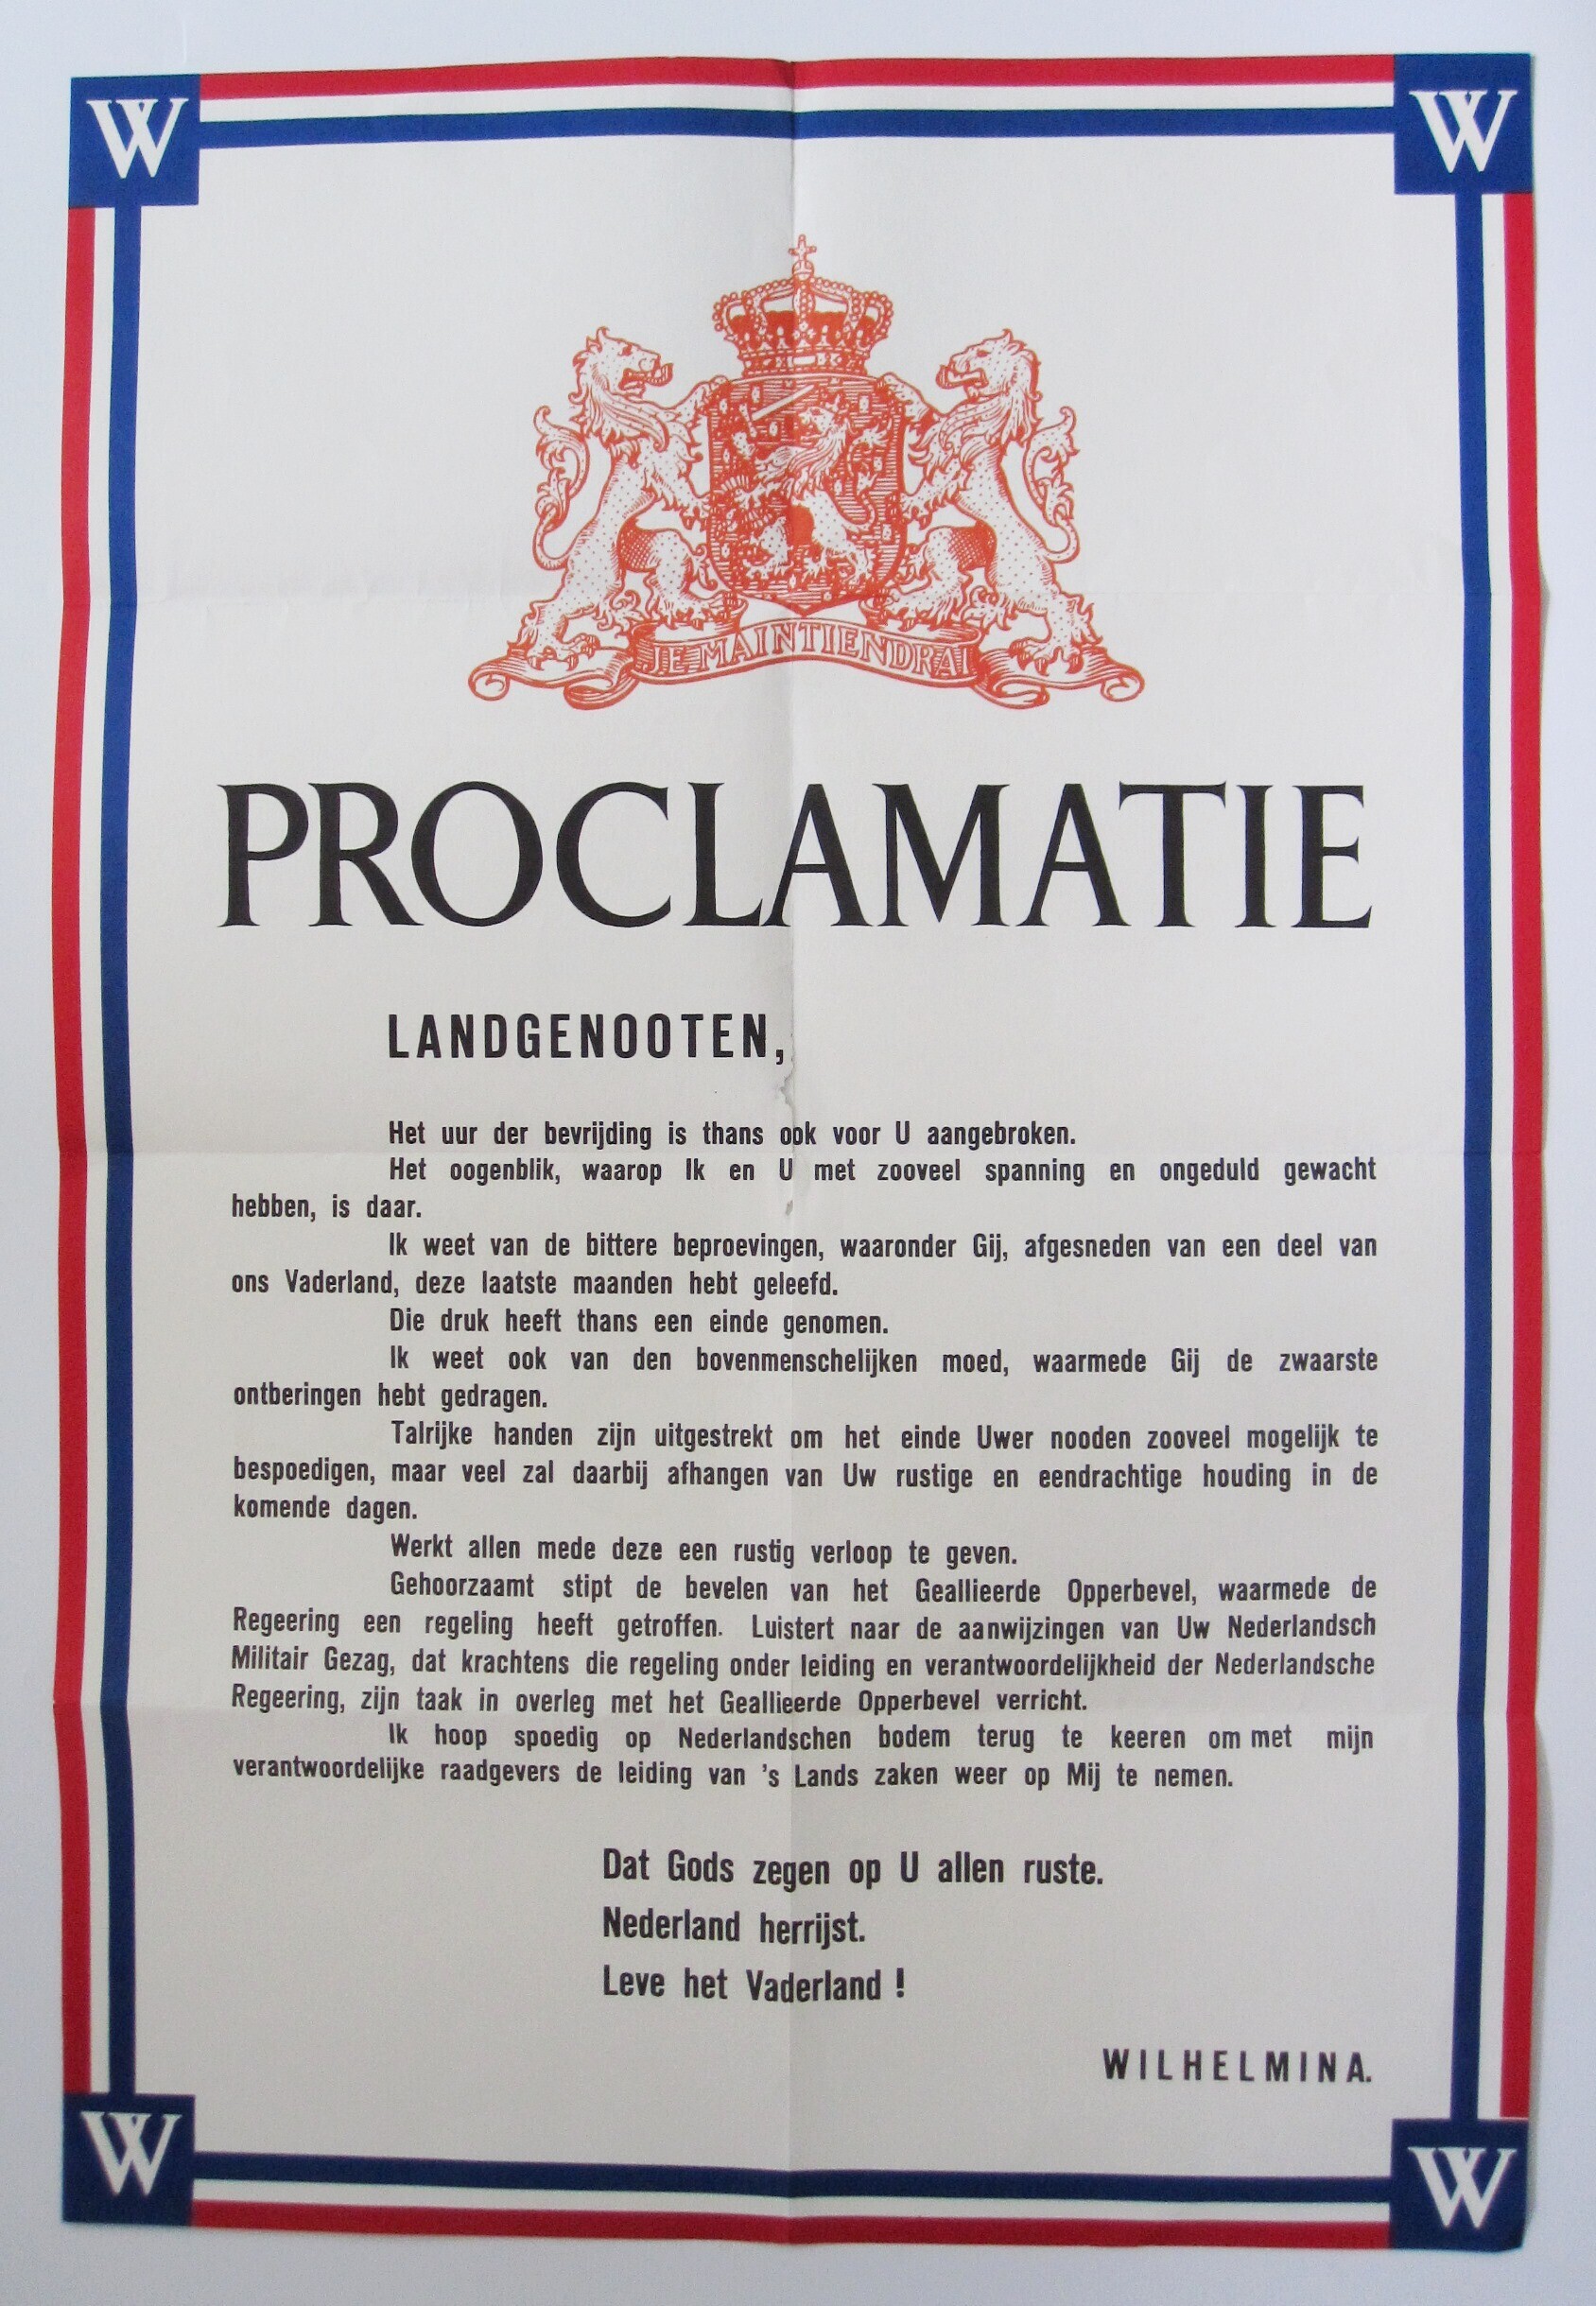 W W
JE MAINTIENDRAI
PROCLAMATIE
LANDGENOOTEN,
Het uur der bevrijding is thans ook voor U aangebroken.
Het oogenblik, waarop Ik en U met zooveel spanning en ongeduld gewacht
hebben, is daar.
Ik weet van de bittere beproevingen, waaronder Gij, afgesneden van een deel van
ons Vaderland, deze laatste maanden hebt geleefd.
Die druk heeft thans een einde genomen.
Ik weet ook van den bovenmenschelijken moed, waarmede Gij de zwaarste
ontberingen hebt gedragen.
Talrijke handen zijn uitgestrekt om het einde Uwer nooden zooveel mogelijk te
bespoedigen, maar veel zal daarbij afhangen van Uw rustige en eendrachtige houding in de
komende dagen.
Werkt allen mede deze een rustig verloop te geven.
Gehoorzaamt stipt de bevelen van het Geallieerde Opperbevel, waarmede de
Regeering een regeling heeft getroffen. Luistert naar de aanwijzingen van Uw Nederlandsch
Militair Gezag, dat krachtens die regeling onder leiding en verantwoordelijkheid der Nederlandsche
Regeering, zijn taak in overleg met het Geallieerde Opperbevel verricht.
Ik hoop spoedig op Nederlandschen bodem terug te keeren om met mijn
verantwoordelijke raadgevers de leiding van 's Lands zaken weer op Mij te nemen.
Dat Gods zegen op U allen ruste.
Nederland herrijst.
Leve het Vaderland !
WILHELMINA.
W W